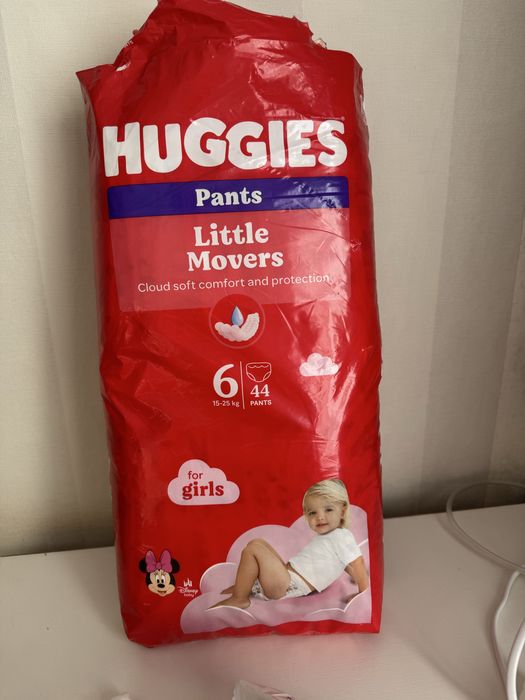 HUGGIES
Pants
Little
Movers
Cloud soft comfort and protection
6
15-25 kg
44
PANTS
for
girls
Disney
baby